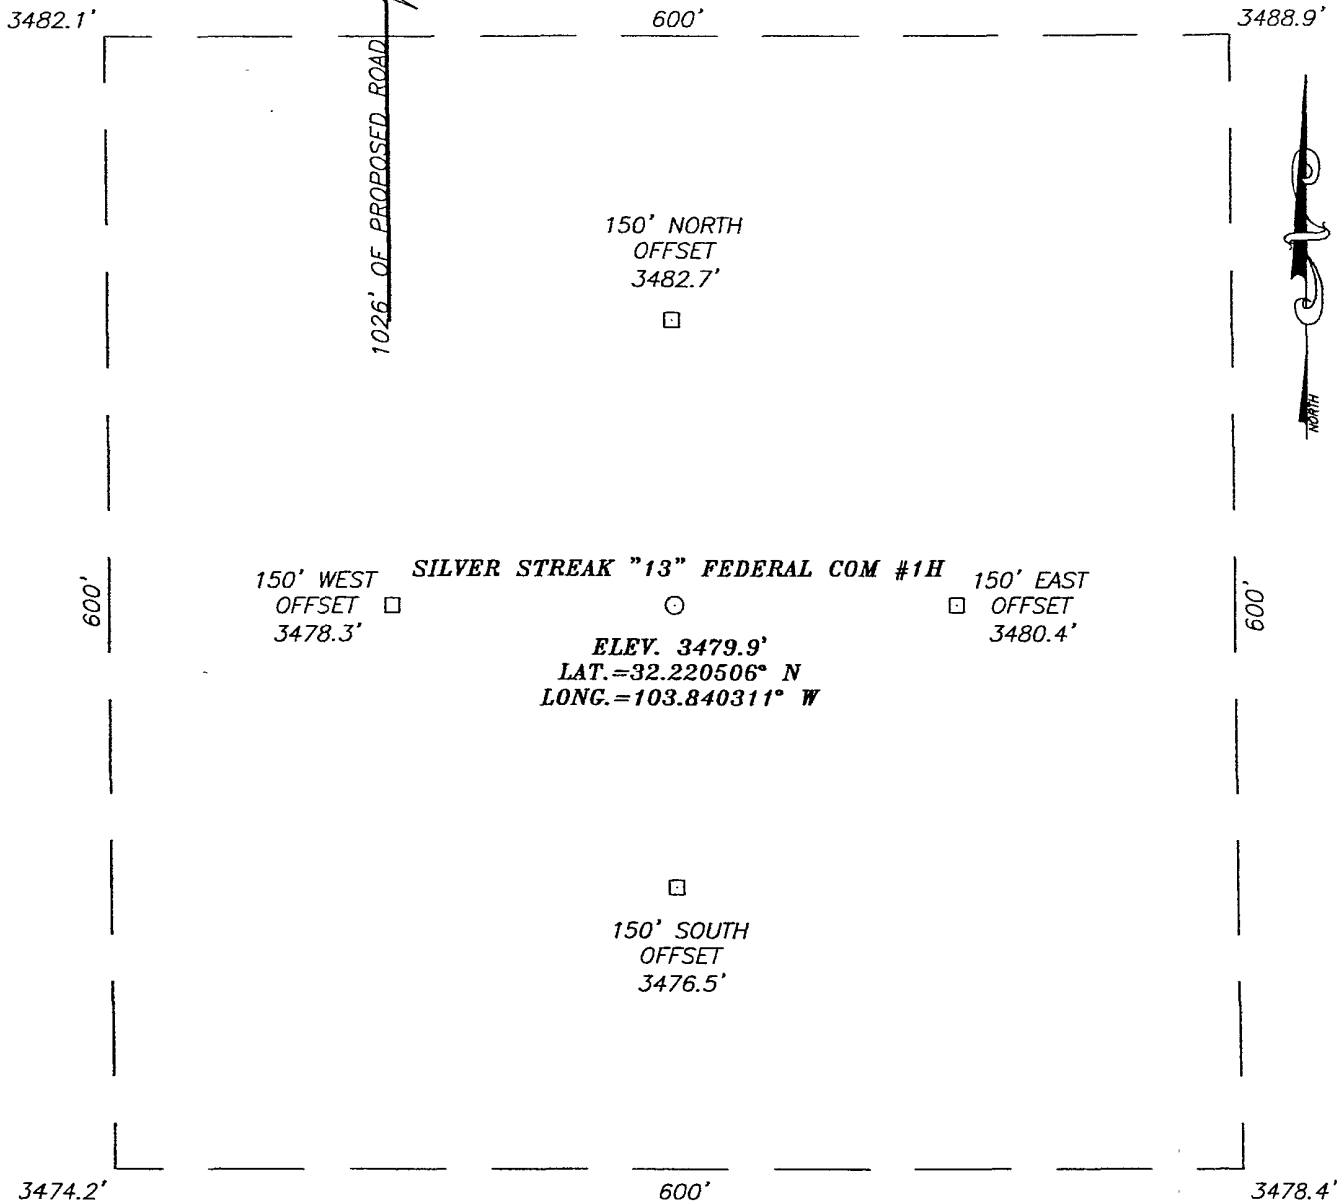 3482.1'
600'
3488.9'
1026' OF PROPOSED ROAD
150' NORTH
OFFSET
3482.7'
NORTH
SILVER STREAK "13" FEDERAL COM #1H
150' WEST
OFFSET
3478.3'
150' EAST
OFFSET
3480.4'
600'
600'
ELEV. 3479.9'
LAT.=32.220506° N
LONG.=103.840311° W
150' SOUTH
OFFSET
3476.5'
3474.2'
600'
3478.4'